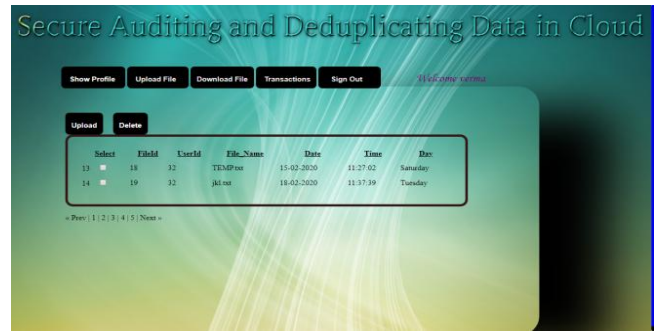 Secure Auditing and Deduplicating Data in Cloud
Show Profile Upload File Download File Transactions Sign Out Welcome verma
Upload Delete
Select FileId UserId File_Name Date Time Day
13 18 32 TEMP.txt 15-02-2020 11:27:02 Saturday
14 19 32 jkl.txt 18-02-2020 11:37:39 Tuesday
« Prev | 1 | 2 | 3 | 4 | 5 | Next »